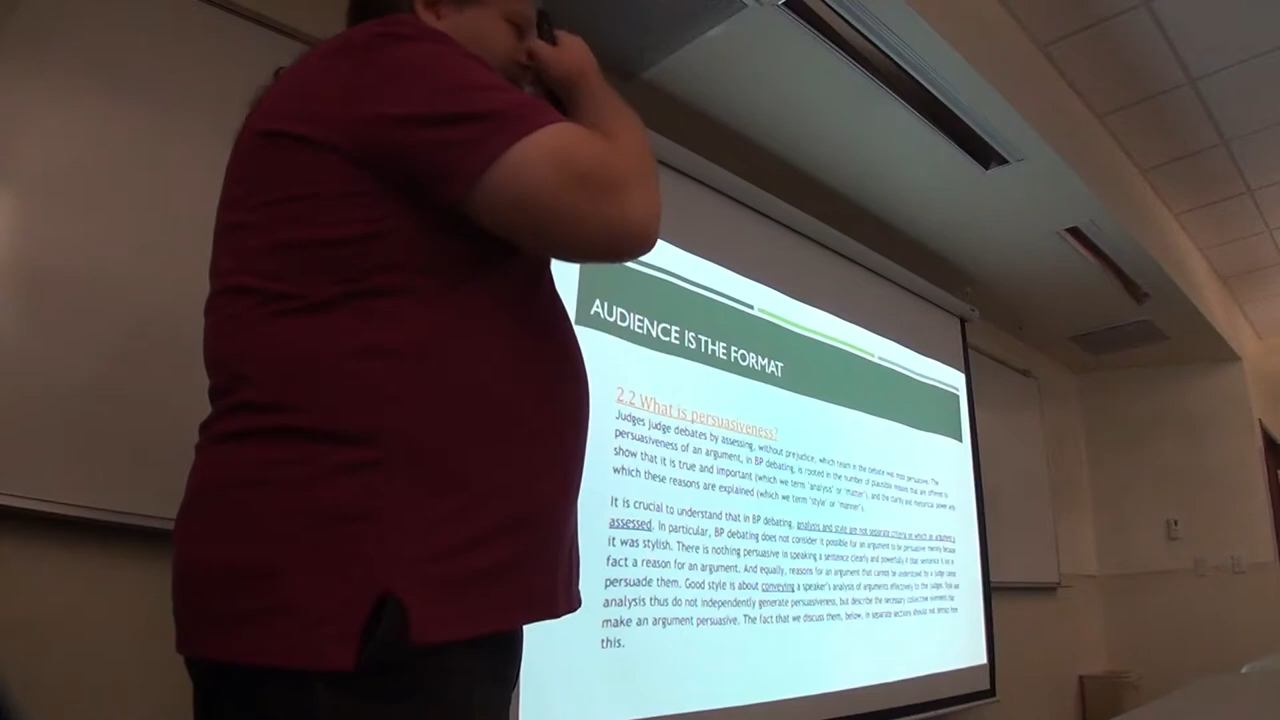 AUDIENCE IS THE FORMAT
2.2 What is persuasiveness?
Judges judge debates by assessing, without prejudice, which team in the debate was most persuasive. The
persuasiveness of an argument, in BP debating, is rooted in the number of plausible reasons that are offered to
show that it is true and important (which we term 'analysis' or 'matter'), and the clarity and rhetorical power with
which these reasons are explained (which we term 'style' or 'manner').
It is crucial to understand that in BP debating, analysis and style are not separate criteria on which an argument is
assessed. In particular, BP debating does not consider it possible for an argument to be persuasive merely because
it was stylish. There is nothing persuasive in speaking a sentence clearly and powerfully if that sentence is not in
fact a reason for an argument. And equally, reasons for an argument that cannot be understood by a judge cannot
persuade them. Good style is about conveying a speaker's analysis of arguments effectively to the judges. Style and
analysis thus do not independently generate persuasiveness, but describe the necessary collective elements that
make an argument persuasive. The fact that we discuss them, below, in separate sections should not detract from
this.